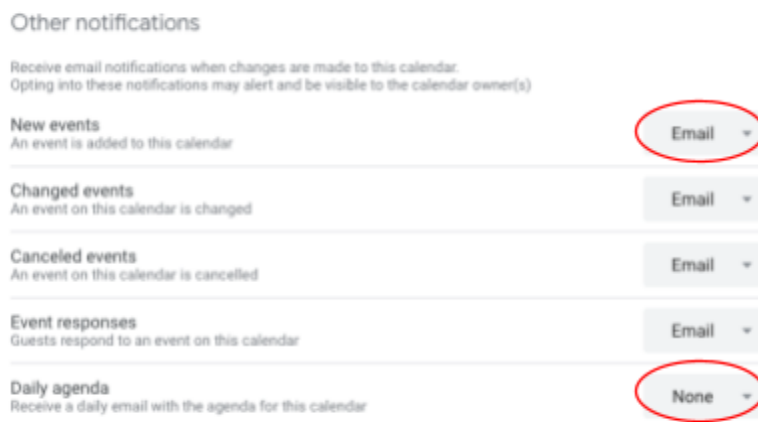 Other notifications
Receive email notifications when changes are made to this calendar.
Opting into these notifications may alert and be visible to the calendar owner(s)
New events
An event is added to this calendar
Email
Changed events
An event on this calendar is changed
Email
Canceled events
An event on this calendar is cancelled
Email
Event responses
Guests respond to an event on this calendar
Email
Daily agenda
Receive a daily email with the agenda for this calendar
None